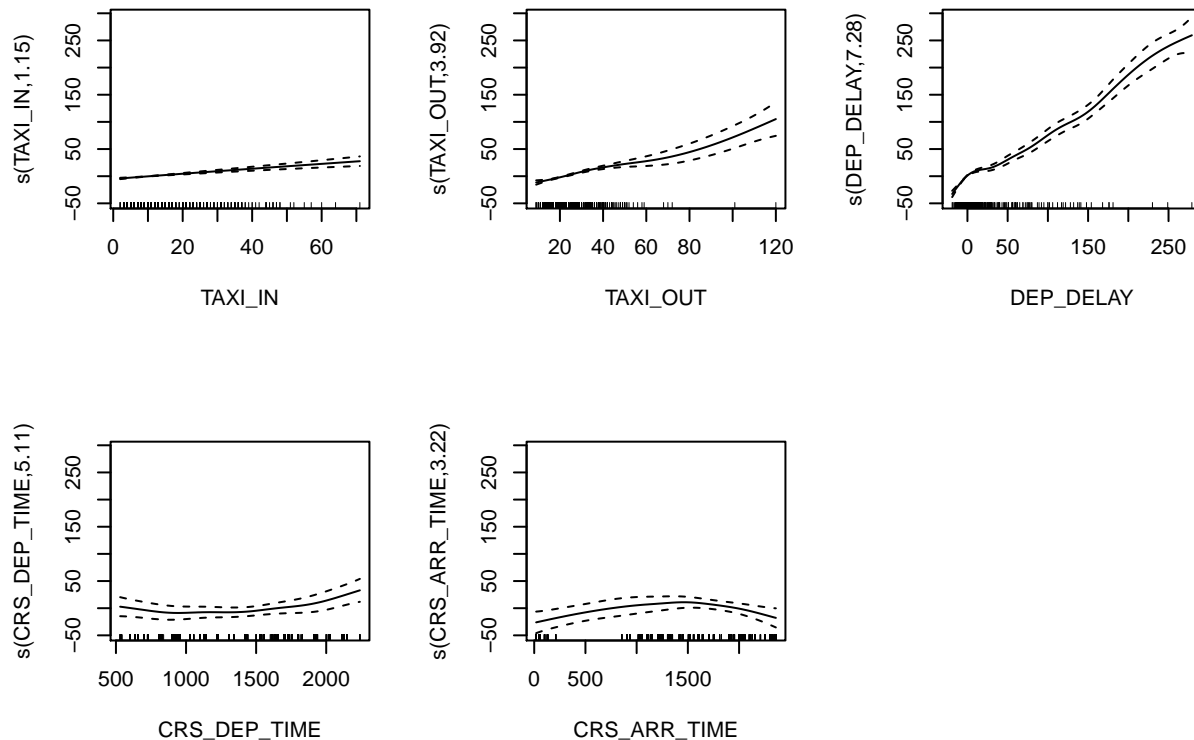 s(TAXI_IN,1.15)
−50 50 150 250
0 20 40 60
TAXI_IN
s(TAXI_OUT,3.92)
−50 50 150 250
20 40 60 80 100 120
TAXI_OUT
s(DEP_DELAY,7.28)
−50 50 150 250
0 50 150 250
DEP_DELAY
s(CRS_DEP_TIME,5.11)
−50 50 150 250
500 1000 1500 2000
CRS_DEP_TIME
s(CRS_ARR_TIME,3.22)
−50 50 150 250
0 500 1500
CRS_ARR_TIME